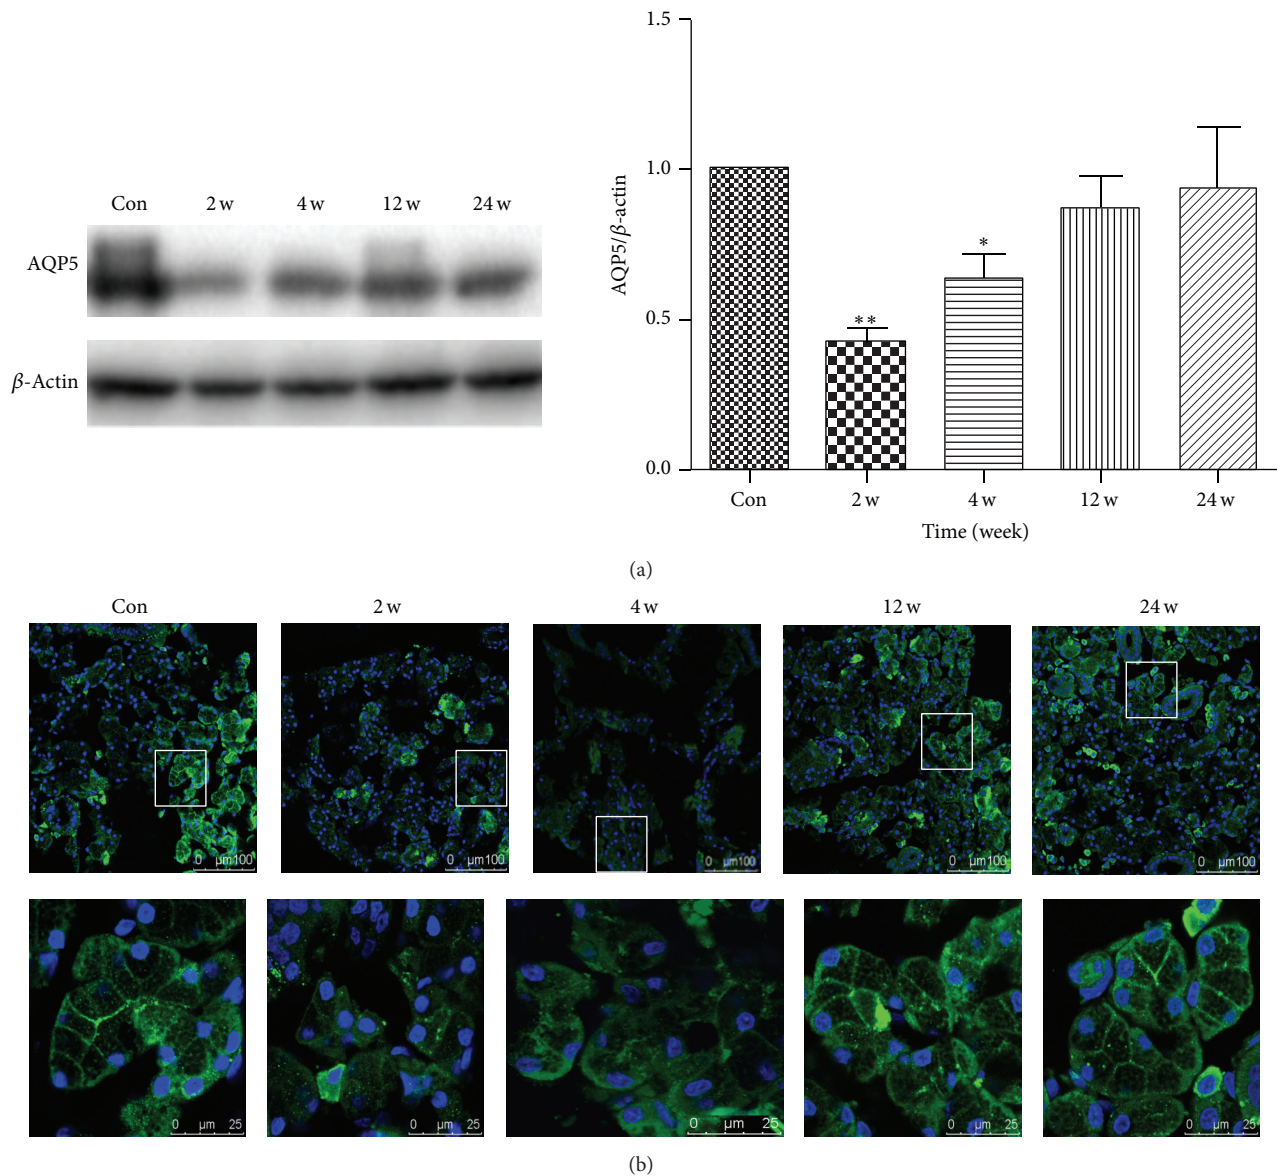 Con 2 w 4 w 12 w 24 w
AQP5
β-Actin
AQP5/β-actin
1.5
1.0
0.5
0.0
**
*
Con 2 w 4 w 12 w 24 w
Time (week)
(a)
Con 2 w 4 w 12 w 24 w
0 µm100 0 µm100 0 µm100 0 µm100 0 µm100
0 µm 25 0 µm 25 0 µm 25 0 µm 25 0 µm 25
(b)